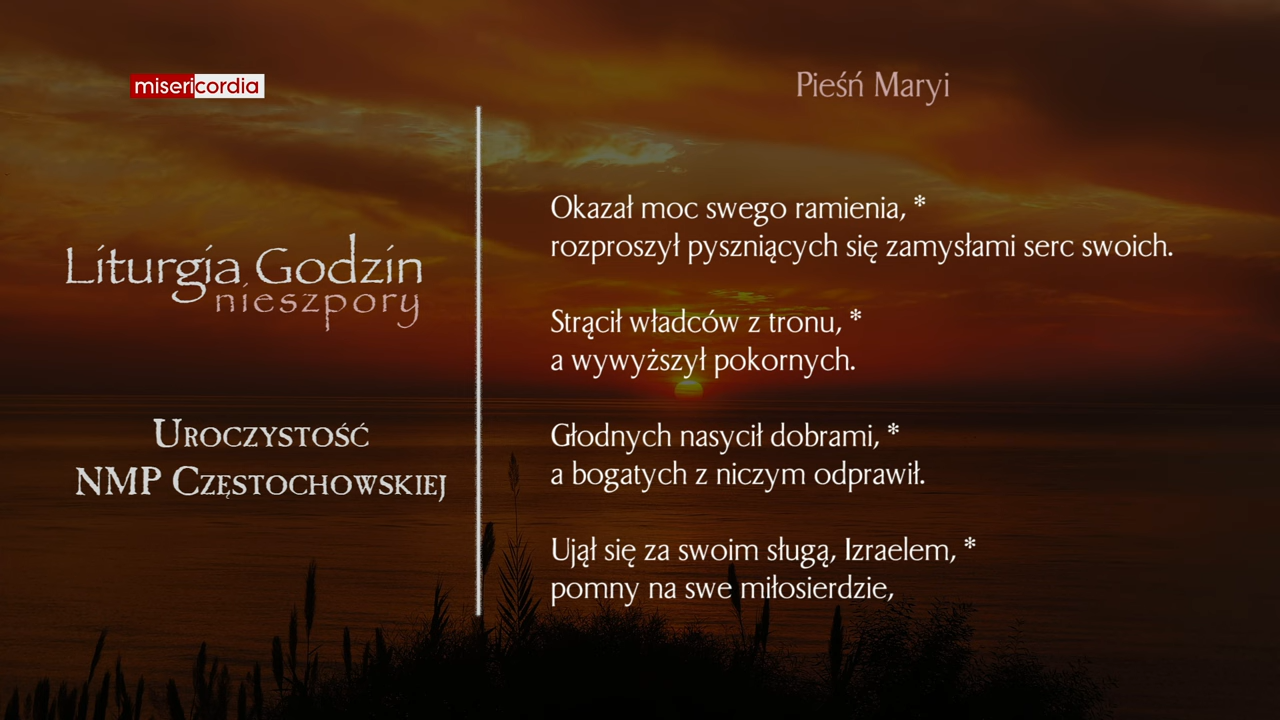 misericordia
Liturgia Godzin
nieszpory
Uroczystość
NMP Częstochowskiej
Pieśń Maryi
Okazał moc swego ramienia, *
rozproszył pyszniących się zamysłami serc swoich.
Strącił władców z tronu, *
a wywyższył pokornych.
Głodnych nasycił dobrami, *
a bogatych z niczym odprawił.
Ujął się za swoim sługą, Izraelem, *
pomny na swe miłosierdzie,